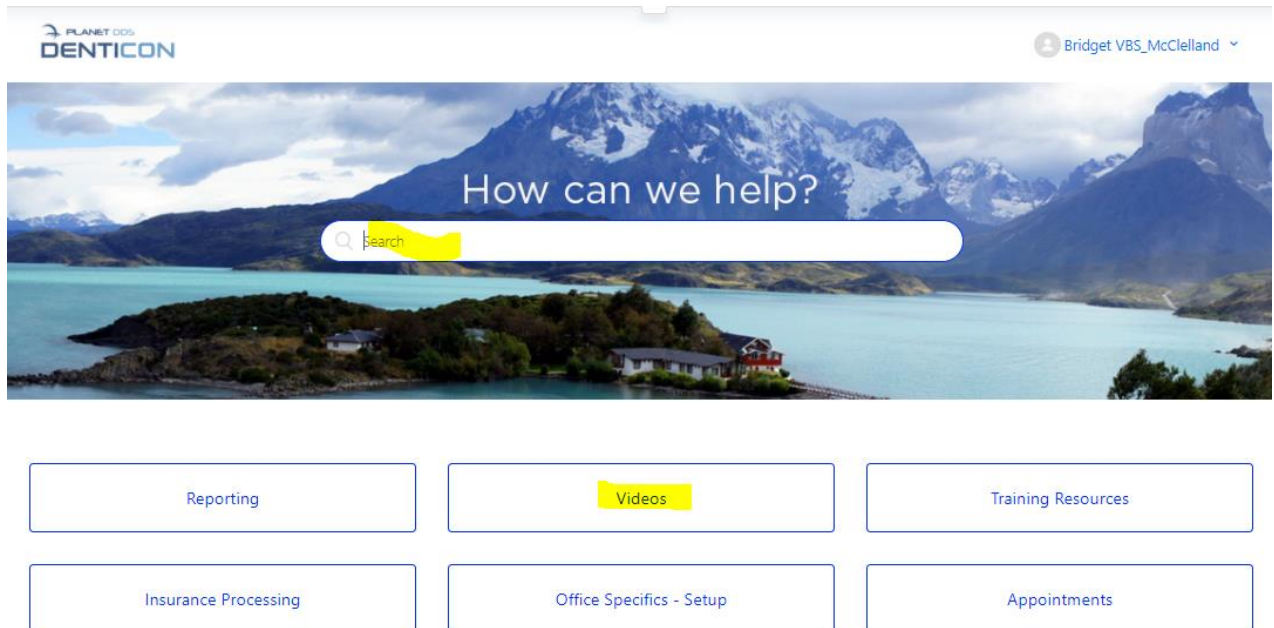 PLANET DDS
DENTICON
Bridget VBS_McClelland
How can we help?
Search
Reporting
Videos
Training Resources
Insurance Processing
Office Specifics - Setup
Appointments